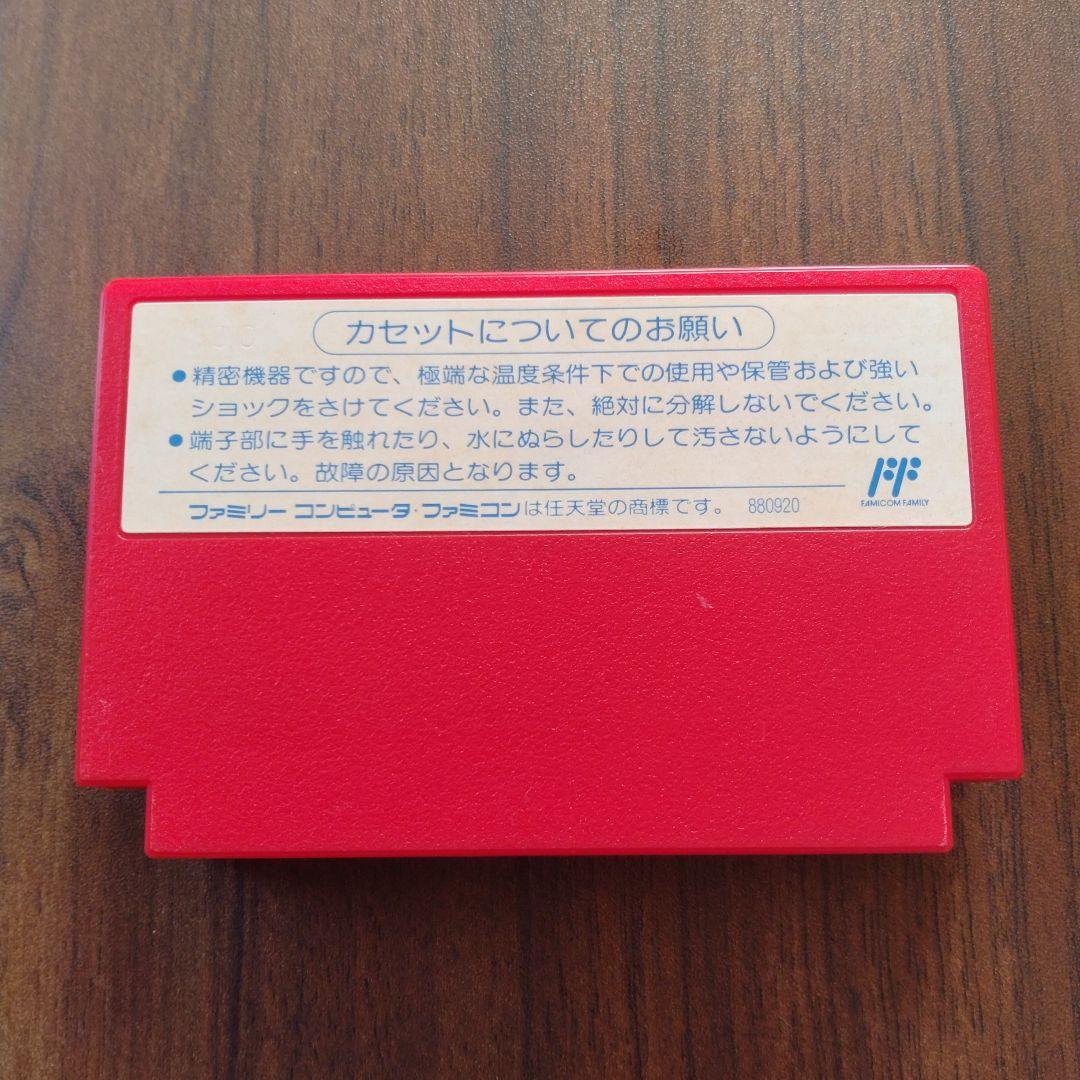 カセットについてのお願い
●精密機器ですので、極端な温度条件下での使用や保管および強い
ショックをさけてください。また、絶対に分解しないでください。
●端子部に手を触れたり、水にぬらしたりして汚さないようにして
ください。故障の原因となります。
FAMICOM FAMILY
ファミリー コンピュータ・ファミコンは任天堂の商標です。 880920